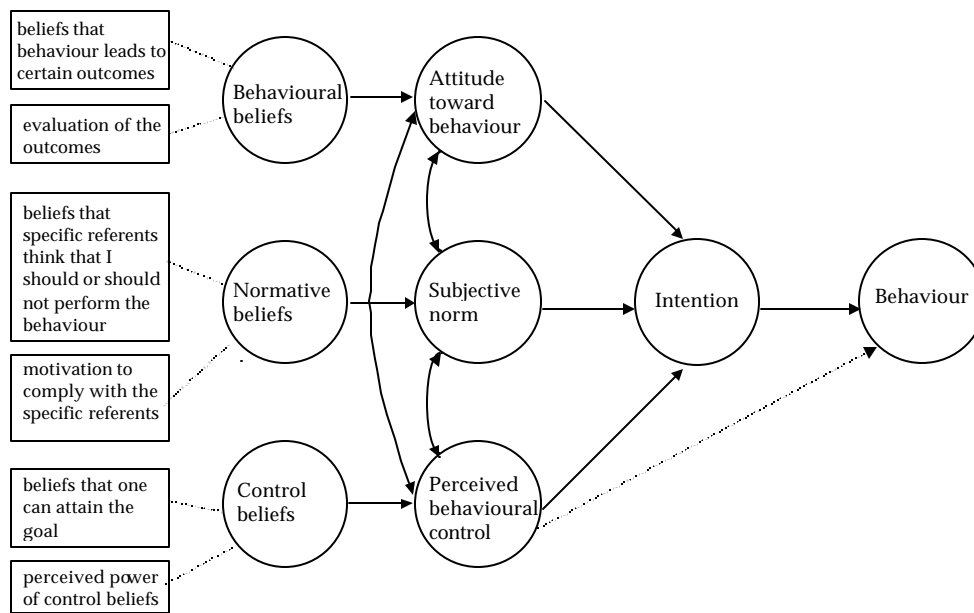 beliefs that
behaviour leads to
certain outcomes
evaluation of the
outcomes
Behavioural
beliefs
Attitude
toward
behaviour
beliefs that
specific referents
think that I
should or should
not perform the
behaviour
motivation to
comply with the
specific referents
Normative
beliefs
Subjective
norm
Intention
Behaviour
beliefs that one
can attain the
goal
perceived power
of control beliefs
Control
beliefs
Perceived
behavioural
control